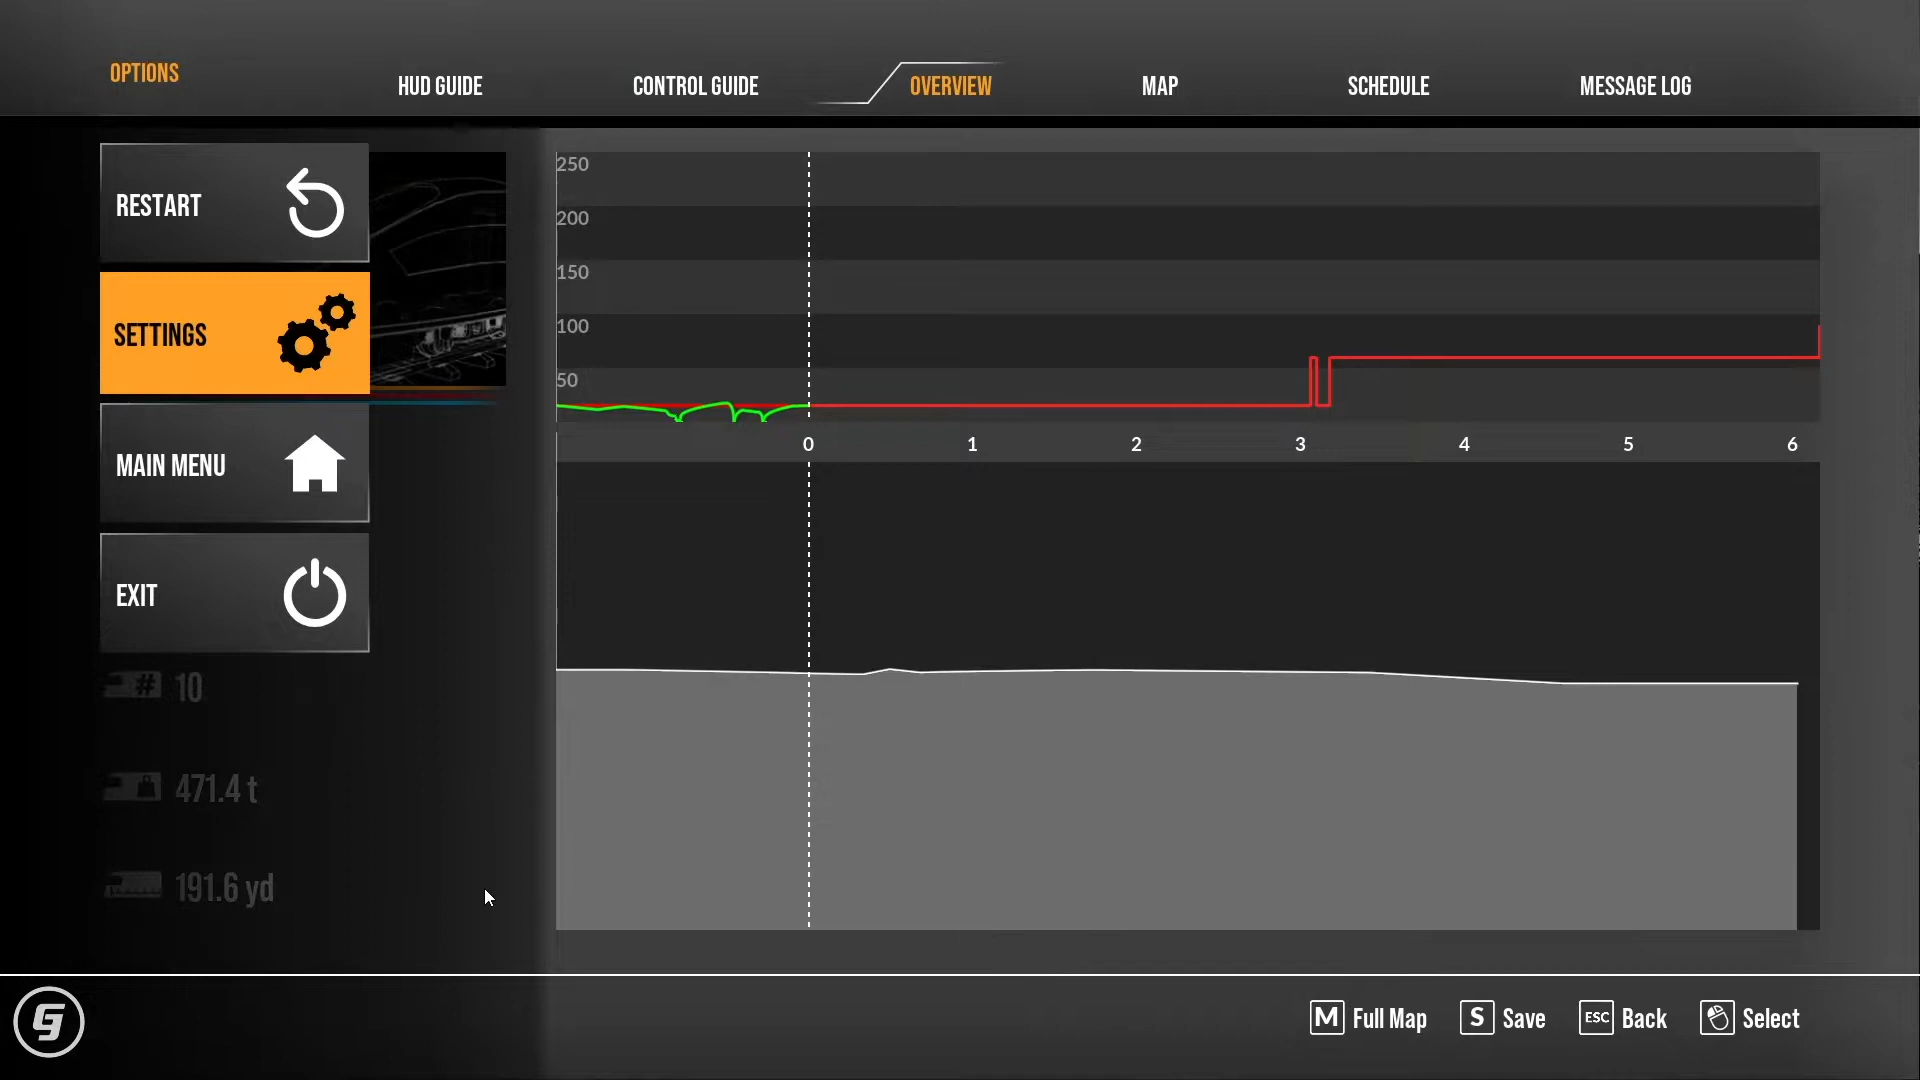 OPTIONS
HUD GUIDE
CONTROL GUIDE
OVERVIEW
MAP
SCHEDULE
MESSAGE LOG
RESTART
SETTINGS
MAIN MENU
EXIT
# 10
471.4 t
191.6 yd
250
200
150
100
50
0 1 2 3 4 5 6
M Full Map
S Save
ESC Back
Select